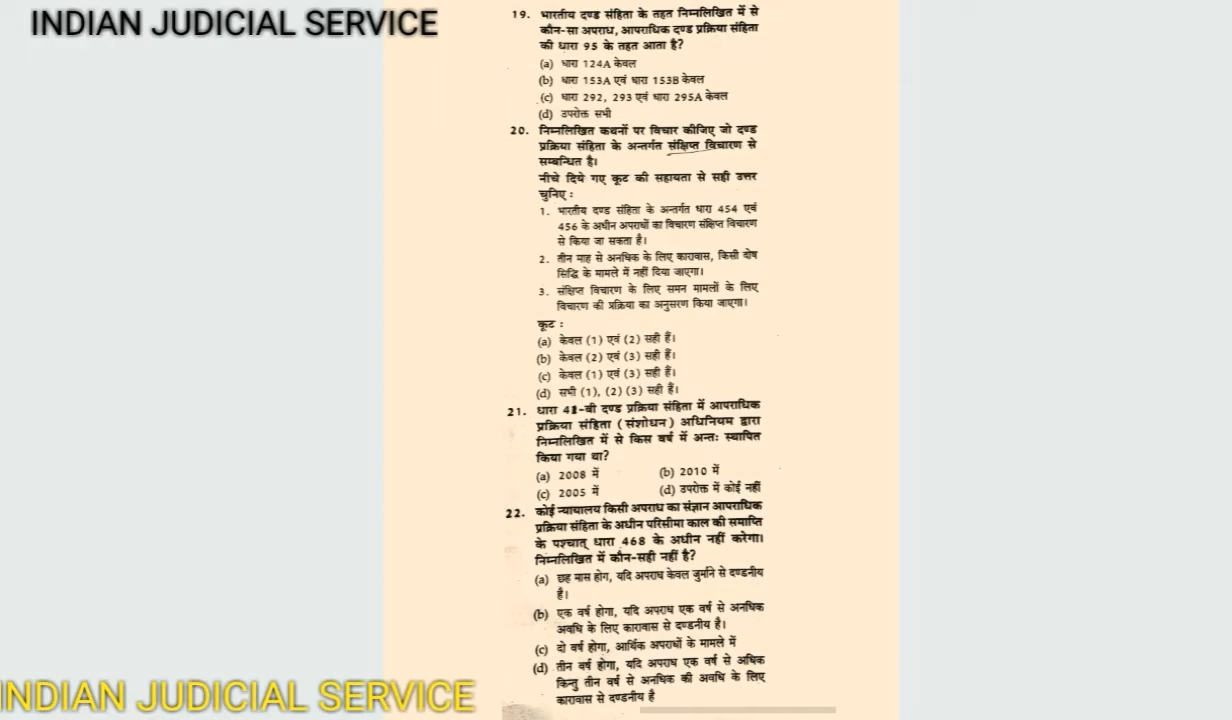 INDIAN JUDICIAL SERVICE
19. भारतीय दण्ड संहिता के तहत निम्नलिखित में से
कौन-सा अपराध, आपराधिक दण्ड प्रक्रिया संहिता
की धारा 95 के तहत आता है?
(a) धारा 124A केवल
(b) धारा 153A एवं धारा 153B केवल
(c) धारा 292, 293 एवं धारा 295A केवल
(d) उपरोक्त सभी
20. निम्नलिखित कथनों पर विचार कीजिए जो दण्ड
प्रक्रिया संहिता के अन्तर्गत संक्षिप्त विचारण से
सम्बन्धित है।
नीचे दिये गए कूट की सहायता से सही उत्तर
चुनिए :
1. भारतीय दण्ड संहिता के अन्तर्गत धारा 454 एवं
456 के अधीन अपराधों का विचारण संक्षिप्त विचारण
से किया जा सकता है।
2. तीन माह से अनधिक के लिए कारावास, किसी दोष
सिद्धि के मामले में नहीं दिया जाएगा।
3. संक्षिप्त विचारण के लिए समन मामलों के लिए
विचारण की प्रक्रिया का अनुसरण किया जाएगा।
कूट :
(a) केवल (1) एवं (2) सही हैं।
(b) केवल (2) एवं (3) सही हैं।
(c) केवल (1) एवं (3) सही हैं।
(d) सभी (1), (2) (3) सही हैं।
21. धारा 41-बी दण्ड प्रक्रिया संहिता में आपराधिक
प्रक्रिया संहिता (संशोधन) अधिनियम द्वारा
निम्नलिखित में से किस वर्ष में अन्तः स्थापित
किया गया था?
(a) 2008 में (b) 2010 में
(c) 2005 में (d) उपरोक्त में कोई नहीं
22. कोई न्यायालय किसी अपराध का संज्ञान आपराधिक
प्रक्रिया संहिता के अधीन परिसीमा काल की समाप्ति
के पश्चात् धारा 468 के अधीन नहीं करेगा।
निम्नलिखित में कौन-सही नहीं है?
(a) छह मास होगा, यदि अपराध केवल जुर्माने से दण्डनीय
है।
(b) एक वर्ष होगा, यदि अपराध एक वर्ष से अनधिक
अवधि के लिए कारावास से दण्डनीय है।
(c) दो वर्ष होगा, आर्थिक अपराधों के मामले में
(d) तीन वर्ष होगा, यदि अपराध एक वर्ष से अधिक
किन्तु तीन वर्ष से अनधिक की अवधि के लिए
कारावास से दण्डनीय है
INDIAN JUDICIAL SERVICE